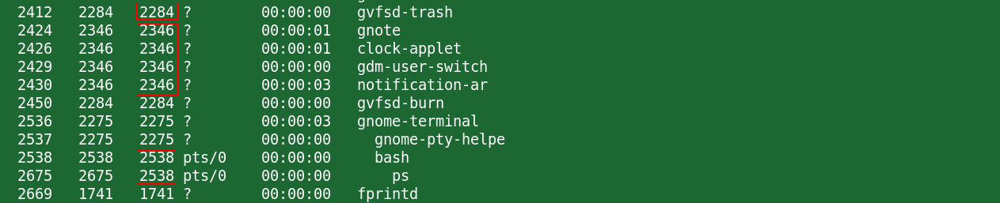 2412 2284 2284 ? 00:00:00 gvfsd-trash
2424 2346 2346 ? 00:00:01 gnote
2426 2346 2346 ? 00:00:01 clock-applet
2429 2346 2346 ? 00:00:00 gdm-user-switch
2430 2346 2346 ? 00:00:03 notification-ar
2450 2284 2284 ? 00:00:00 gvfsd-burn
2536 2275 2275 ? 00:00:03 gnome-terminal
2537 2275 2275 ? 00:00:00 gnome-pty-helpe
2538 2538 2538 pts/0 00:00:00 bash
2675 2675 2538 pts/0 00:00:00 ps
2669 1741 1741 ? 00:00:00 fprintd